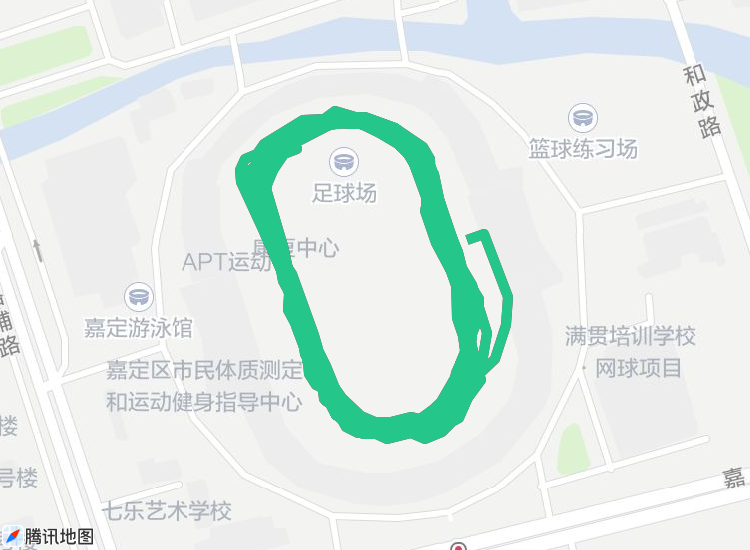 和政路
篮球练习场
足球场
康复中心
APT运动
嘉定游泳馆
满贯培训学校
网球项目
嘉定区市民体质测定
和运动健身指导中心
路
楼
号楼
嘉
七乐艺术学校
腾讯地图